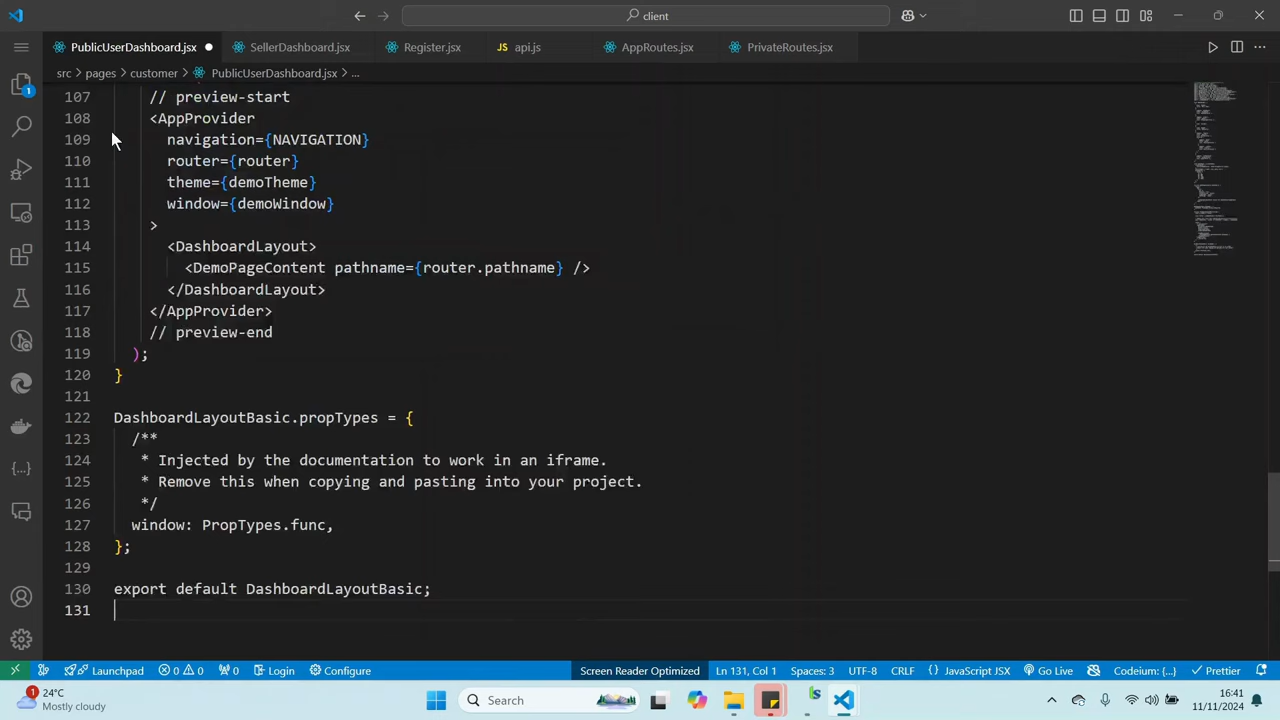 client
PublicUserDashboard.jsx
SellerDashboard.jsx
Register.jsx
JS api.js
AppRoutes.jsx
PrivateRoutes.jsx
src > pages > customer > PublicUserDashboard.jsx > ...
107 // preview-start
108 <AppProvider
109 navigation={NAVIGATION}
110 router={router}
111 theme={demoTheme}
112 window={demoWindow}
113 >
114 <DashboardLayout>
115 <DemoPageContent pathname={router.pathname} />
116 </DashboardLayout>
117 </AppProvider>
118 // preview-end
119 );
120 }
121
122 DashboardLayoutBasic.propTypes = {
123 /**
124 * Injected by the documentation to work in an iframe.
125 * Remove this when copying and pasting into your project.
126 */
127 window: PropTypes.func,
128 };
129
130 export default DashboardLayoutBasic;
131
1
Launchpad 0 0 0 Login Configure Screen Reader Optimized Ln 131, Col 1 Spaces: 3 UTF-8 CRLF {} JavaScript JSX Go Live Codeium: {...} Prettier
1
24°C
Mostly cloudy
Search
16:41
11/11/2024